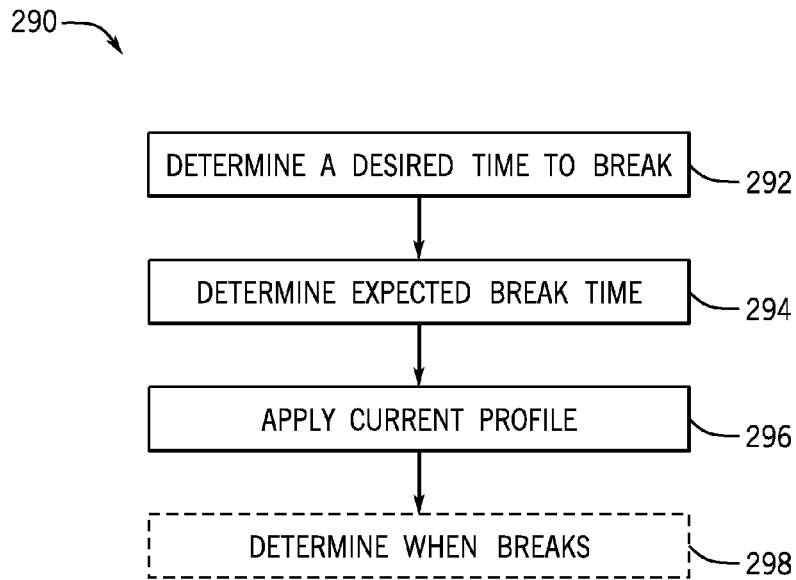 290
DETERMINE A DESIRED TIME TO BREAK
292
DETERMINE EXPECTED BREAK TIME
294
APPLY CURRENT PROFILE
296
DETERMINE WHEN BREAKS
298